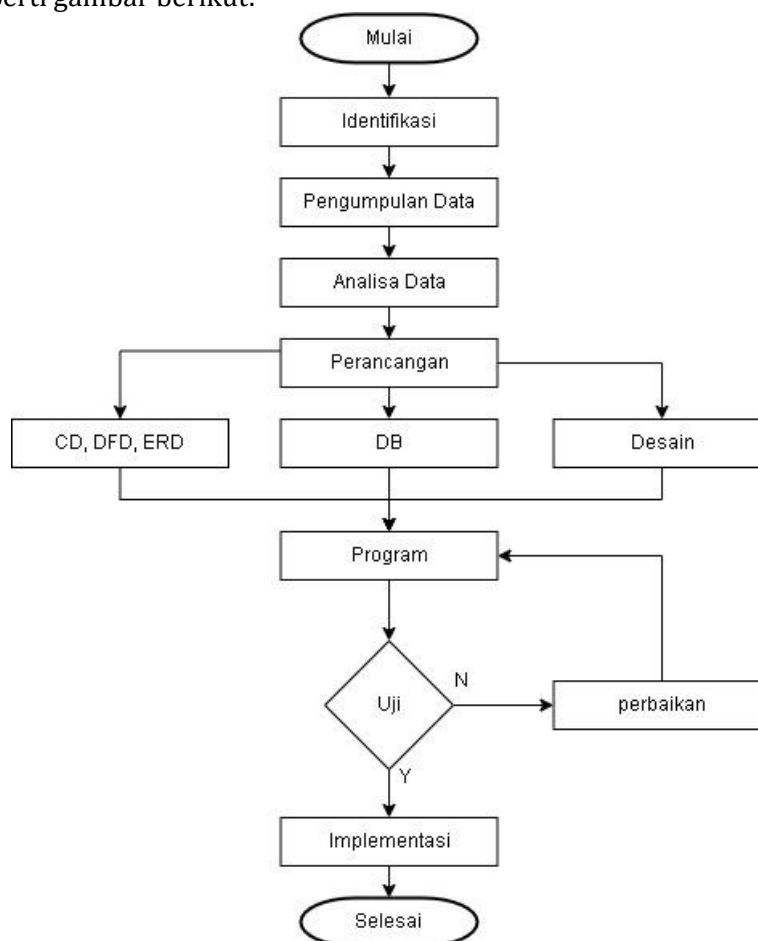 perti gambar berikut.
Mulai
Identifikasi
Pengumpulan Data
Analisa Data
Perancangan
CD, DFD, ERD
DB
Desain
Program
Uji
N
perbaikan
Y
Implementasi
Selesai